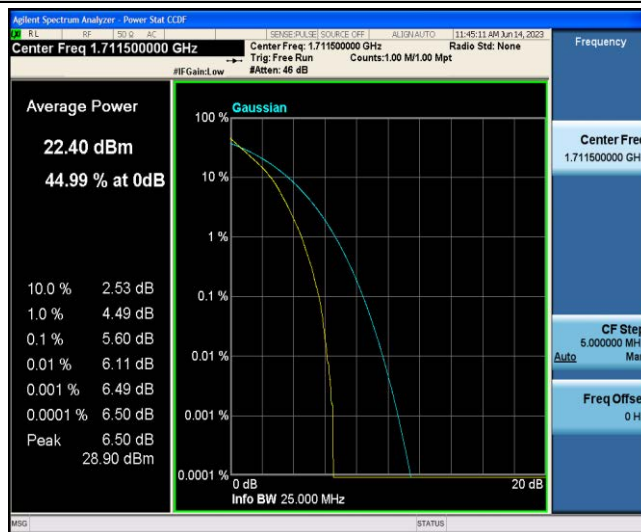 Agilent Spectrum Analyzer - Power Stat CCDF
RL RF 50 Ω AC SENSE:PULSE SOURCE OFF ALIGN AUTO 11:45:11 AM Jun 14, 2023
Center Freq 1.711500000 GHz
Center Freq: 1.711500000 GHz Radio Std: None
Trig: Free Run Counts:1.00 M/1.00 Mpt
#IFGain:Low #Atten: 46 dB
Frequency
Average Power
22.40 dBm
44.99 % at 0dB
10.0 % 2.53 dB
1.0 % 4.49 dB
0.1 % 5.60 dB
0.01 % 6.11 dB
0.001 % 6.49 dB
0.0001 % 6.50 dB
Peak 6.50 dB
28.90 dBm
Gaussian
100 %
10 %
1 %
0.1 %
0.01 %
0.001 %
0.0001 %
0 dB 20 dB
Info BW 25.000 MHz
Center Fre
1.711500000 GH
CF Ste
5.000000 MH
Auto Ma
Freq Offse
0 H
MSG STATUS